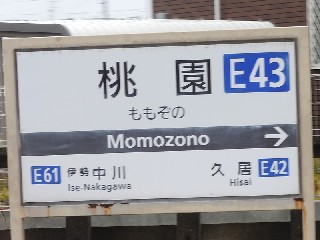 桃園 E43
ももぞの
Momozono →
E61 伊勢中川 久居 E42
Ise-Nakagawa Hisai